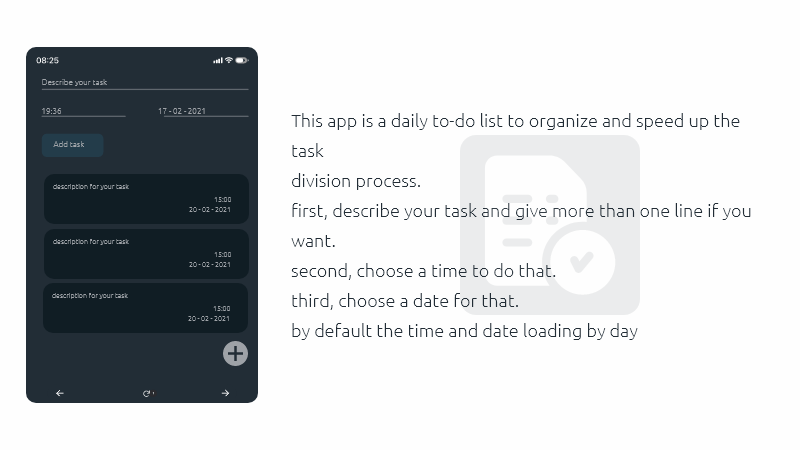 08:25
Describe your task
19:36
17-02-2021
Add task
description for your task
15:00
20-02-2021
description for your task
15:00
20-02-2021
description for your task
15:00
20-02-2021
This app is a daily to-do list to organize and speed up the
task
division process.
first, describe your task and give more than one line if you
want.
second, choose a time to do that.
third, choose a date for that.
by default the time and date loading by day